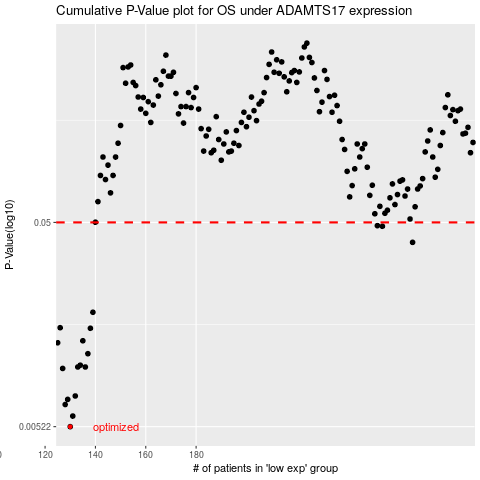 Cumulative P-Value plot for OS under ADAMTS17 expression
P-Value(log10)
0.05
0.00522
optimized
0 120 140 160 180
# of patients in 'low exp' group